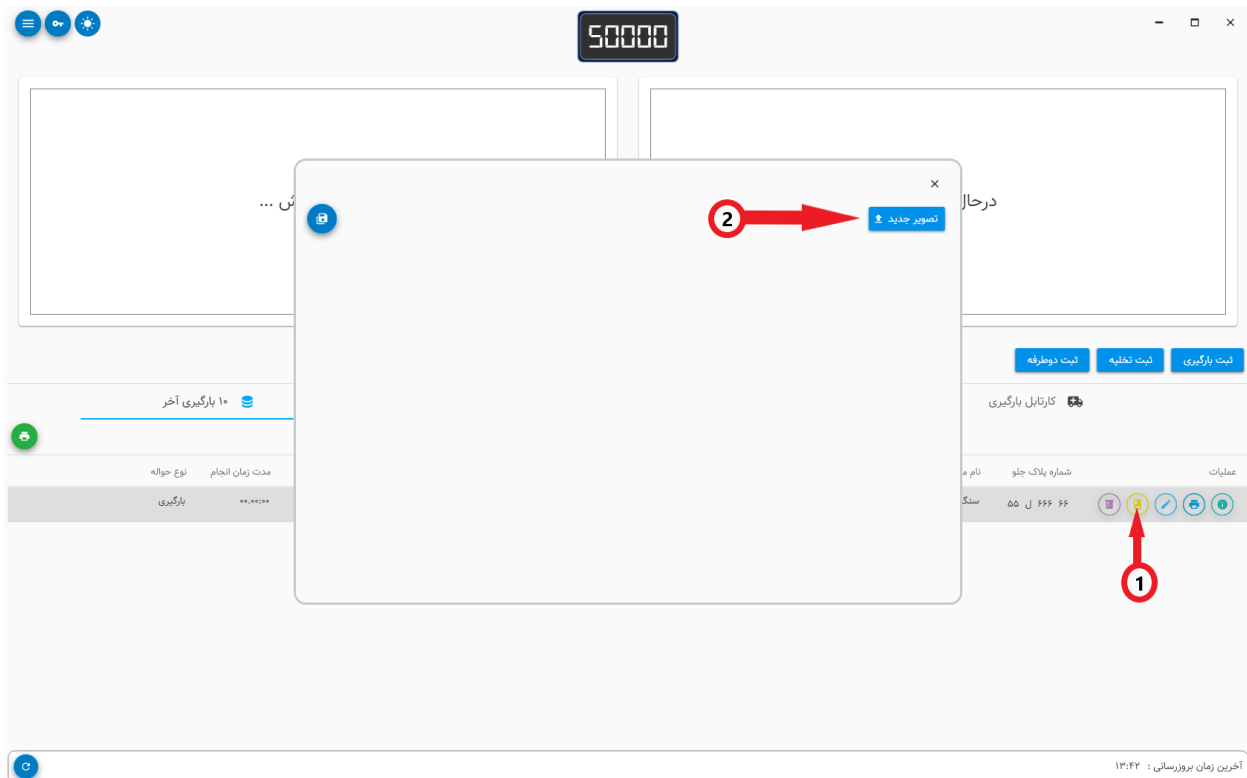 50000
درحال
ش ...
تصویر جدید
2
ثبت بارگیری
ثبت تخلیه
ثبت دوطرفه
کارتابل بارگیری
۱۰ بارگیری آخر
عملیات
شماره پلاک جلو
نام م
مدت زمان انجام
نوع حواله
۶۶ ۶۶۶ ل ۵۵
سنگ
۰۰,۰۰:۰۰
بارگیری
1
آخرین زمان بروزرسانی : ۱۳:۴۲